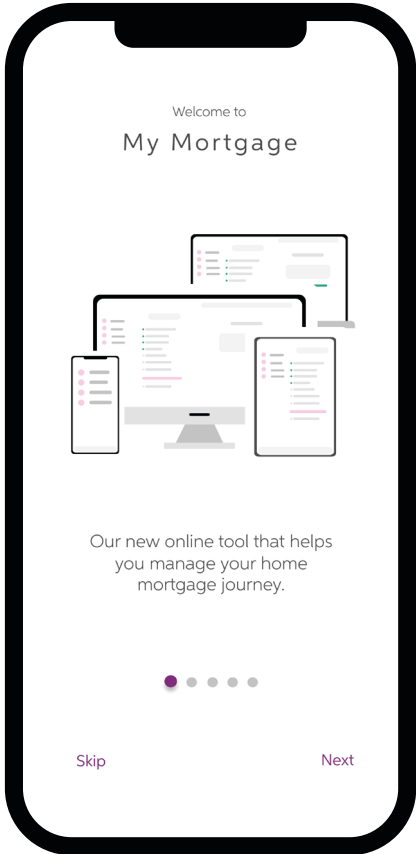 Welcome to
My Mortgage
Our new online tool that helps
you manage your home
mortgage journey.
Skip
Next